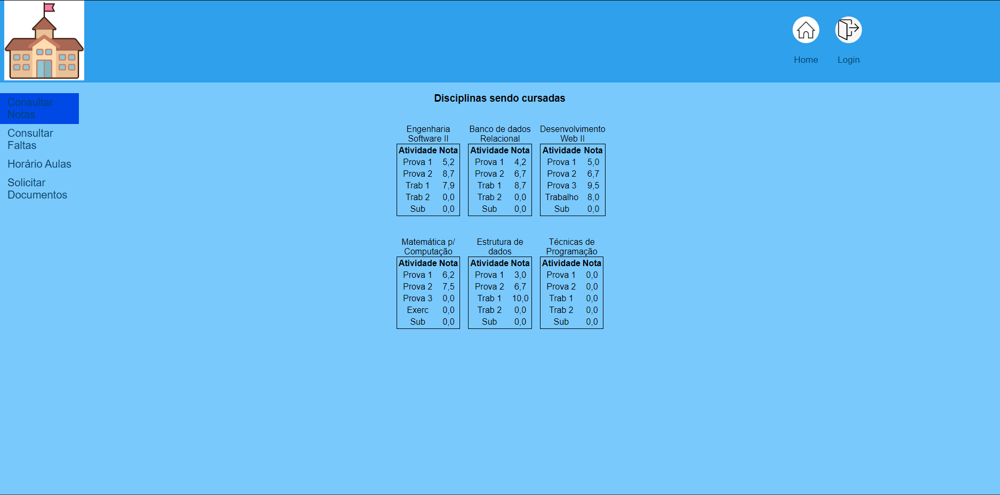 Home
Login
Consultar
Notas
Consultar
Faltas
Horário Aulas
Solicitar
Documentos
Disciplinas sendo cursadas
Engenharia
Software II
Atividade Nota
Prova 1 5,2
Prova 2 8,7
Trab 1 7,9
Trab 2 0,0
Sub 0,0
Banco de dados
Relacional
Atividade Nota
Prova 1 4,2
Prova 2 6,7
Trab 1 8,7
Trab 2 0,0
Sub 0,0
Desenvolvimento
Web II
Atividade Nota
Prova 1 5,0
Prova 2 6,7
Prova 3 9,5
Trabalho 8,0
Sub 0,0
Matemática p/
Computação
Atividade Nota
Prova 1 6,2
Prova 2 7,5
Prova 3 0,0
Exerc 0,0
Sub 0,0
Estrutura de
dados
Atividade Nota
Prova 1 3,0
Prova 2 6,7
Trab 1 10,0
Trab 2 0,0
Sub 0,0
Técnicas de
Programação
Atividade Nota
Prova 1 0,0
Prova 2 0,0
Trab 1 0,0
Trab 2 0,0
Sub 0,0